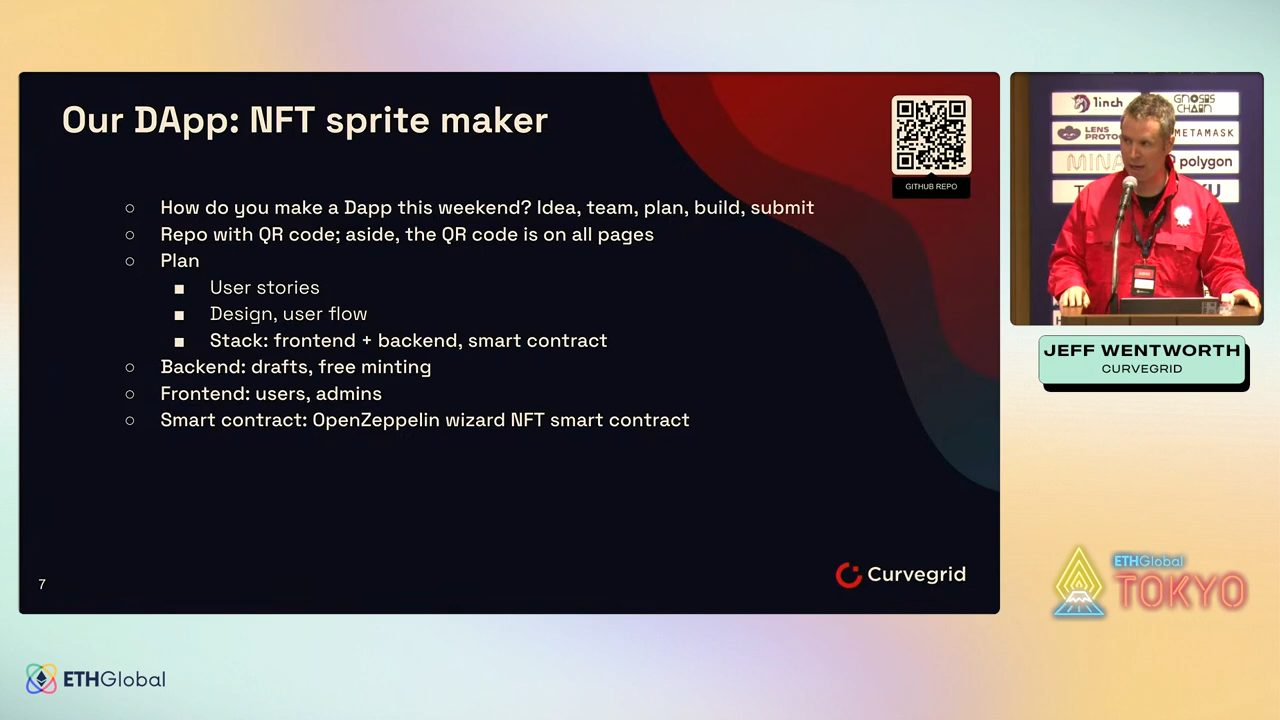 Our DApp: NFT sprite maker
GITHUB REPO
How do you make a Dapp this weekend? Idea, team, plan, build, submit
Repo with QR code; aside, the QR code is on all pages
Plan
User stories
Design, user flow
Stack: frontend + backend, smart contract
Backend: drafts, free minting
Frontend: users, admins
Smart contract: OpenZeppelin wizard NFT smart contract
7
Curvegrid
1inch
GNOSIS
CHAIN
LENS
METAMASK
MINA
polygon
JEFF WENTWORTH
CURVEGRID
ETHGlobal
TOKYO
ETHGlobal